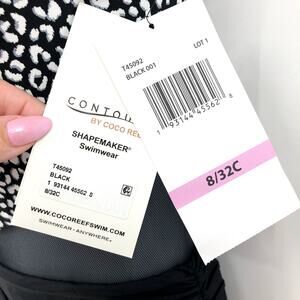 CONTOU
BY COCO REE
SHAPEMAKER®
Swimwear
T45092
BLACK
1 93144 45562 8
8/32C
WWW.COCOREEFSWIM.COM
SWIMWEAR - ANYWHERE.
T45092
BLACK 001
LOT 1
1 93144 45562 8
8/32C